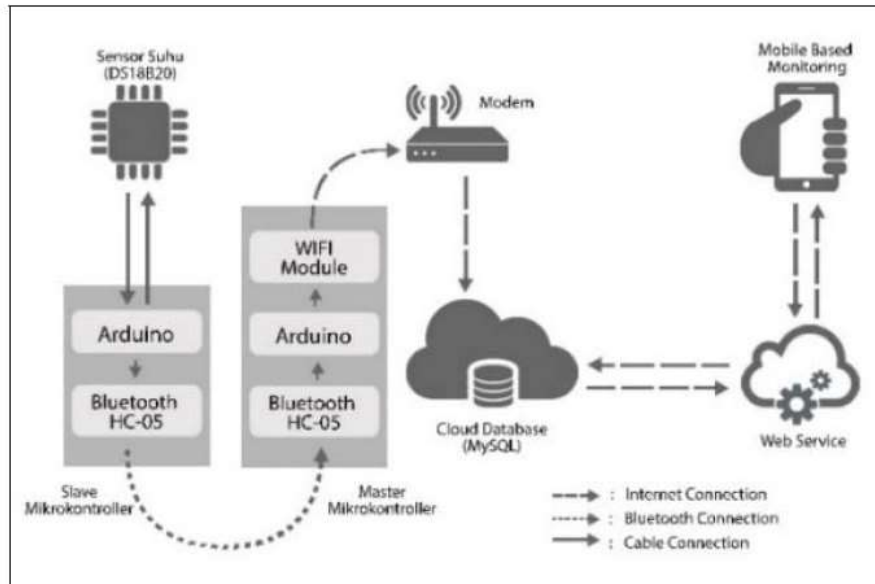 Sensor Suhu
(DS18B20)
Modem
Mobile Based
Monitoring
WIFI
Module
Arduino
Arduino
Bluetooth
HC-05
Bluetooth
HC-05
Cloud Database
(MySQL)
Web Service
Slave
Mikrokontroller
Master
Mikrokontroller
: Internet Connection
: Bluetooth Connection
: Cable Connection